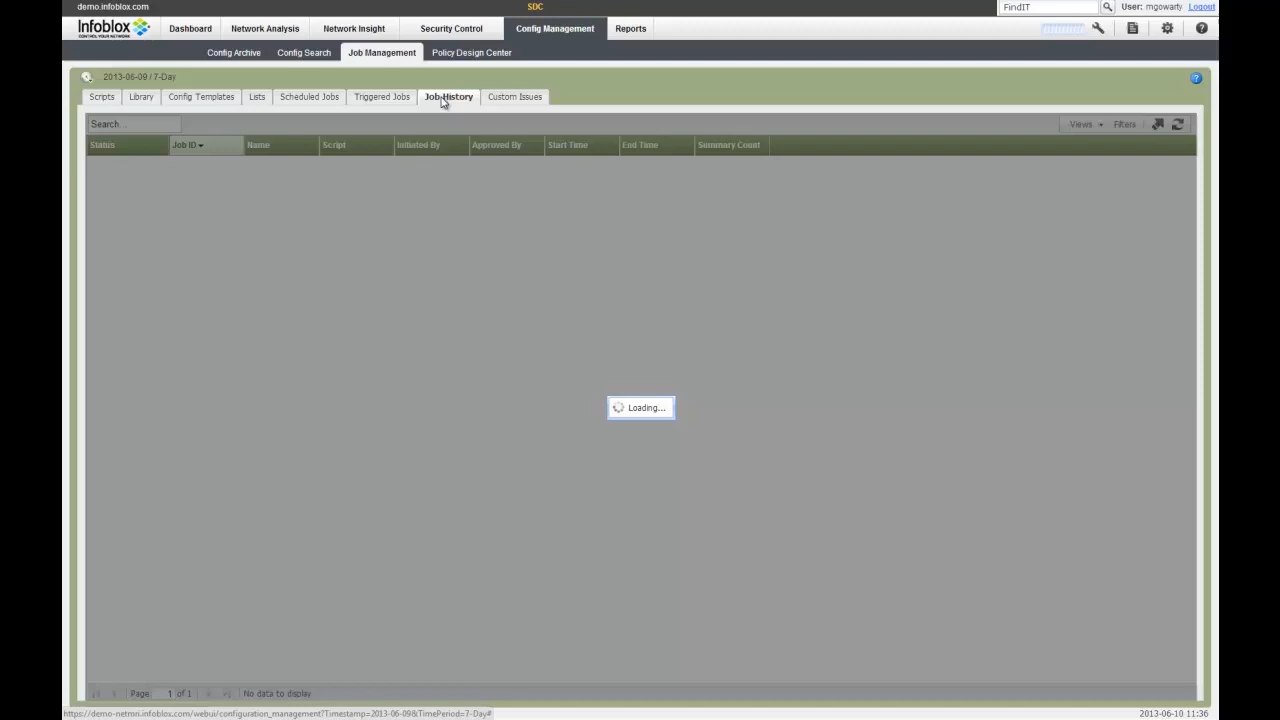 demo.infoblox.com SDC FindIT User: mgowarty Logout
Infoblox Dashboard Network Analysis Network Insight Security Control Config Management Reports
CONTROL YOUR NETWORK
Config Archive Config Search Job Management Policy Design Center
2013-06-09 / 7-Day
Scripts Library Config Templates Lists Scheduled Jobs Triggered Jobs Job History Custom Issues
Search... Views Filters
Status Job ID Name Script Initiated By Approved By Start Time End Time Summary Count
Loading...
Page 1 of 1 No data to display
https://demo-netmri.infoblox.com/webui/configuration_management?Timestamp=2013-06-09&TimePeriod=7-Day# 2013-06-10 11:36